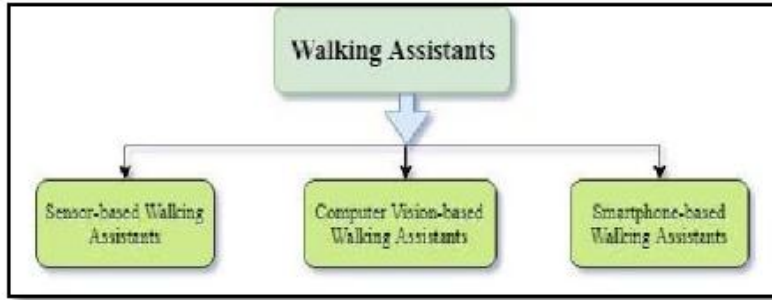 Walking Assistants
Sensor-based Walking
Assistants
Computer Vision-based
Walking Assistants
Smartphone-based
Walking Assistants